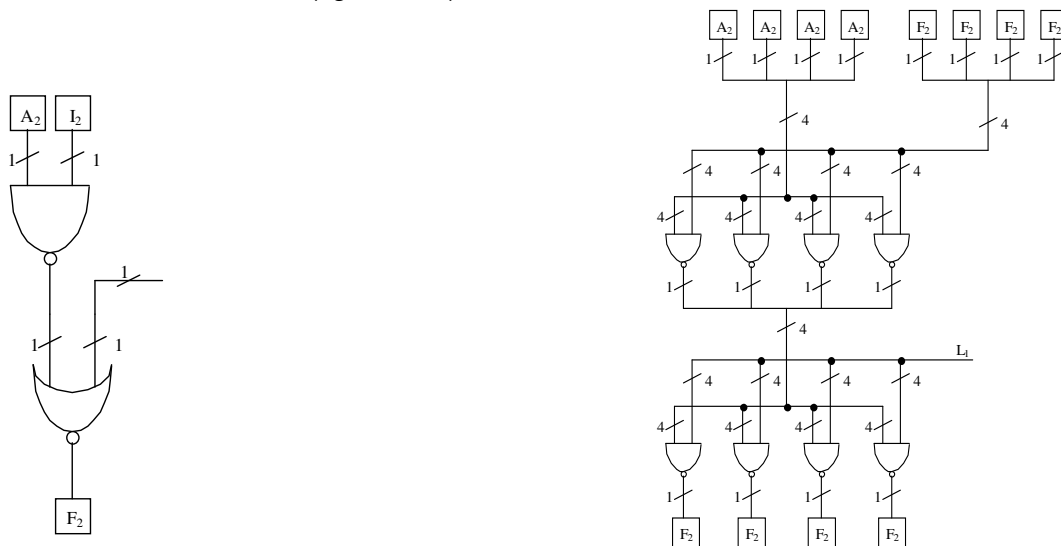 A₂ A₂ A₂ A₂ F₂ F₂ F₂ F₂
1 1 1 1 1 1 1 1
4 4
A₂ I₂
1 1
4 4 4 4
4 4 4 4
1
1 1 1 1
4
1 1
L₁
4 4 4 4
4 4 4 4
1 1 1 1
F₂
F₂ F₂ F₂ F₂